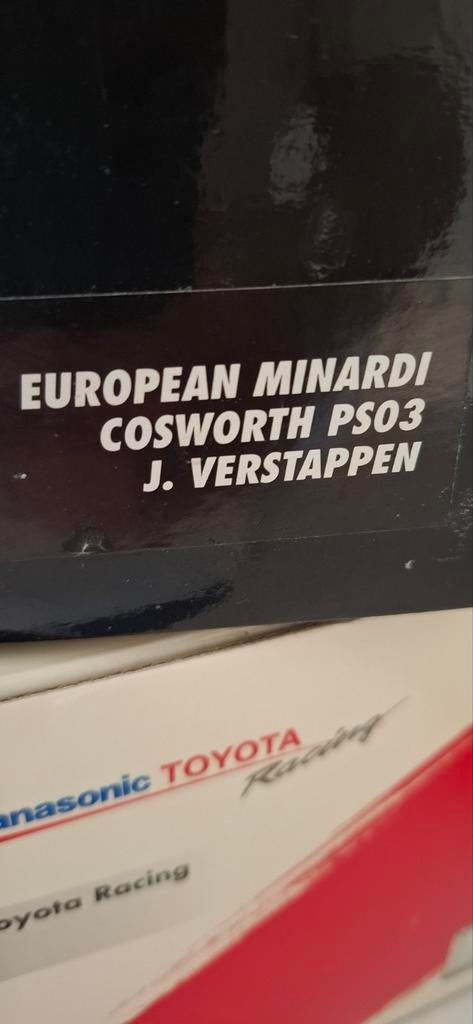 EUROPEAN MINARDI
COSWORTH PS03
J. VERSTAPPEN
anasonic TOYOTA
Racing
oyota Racing